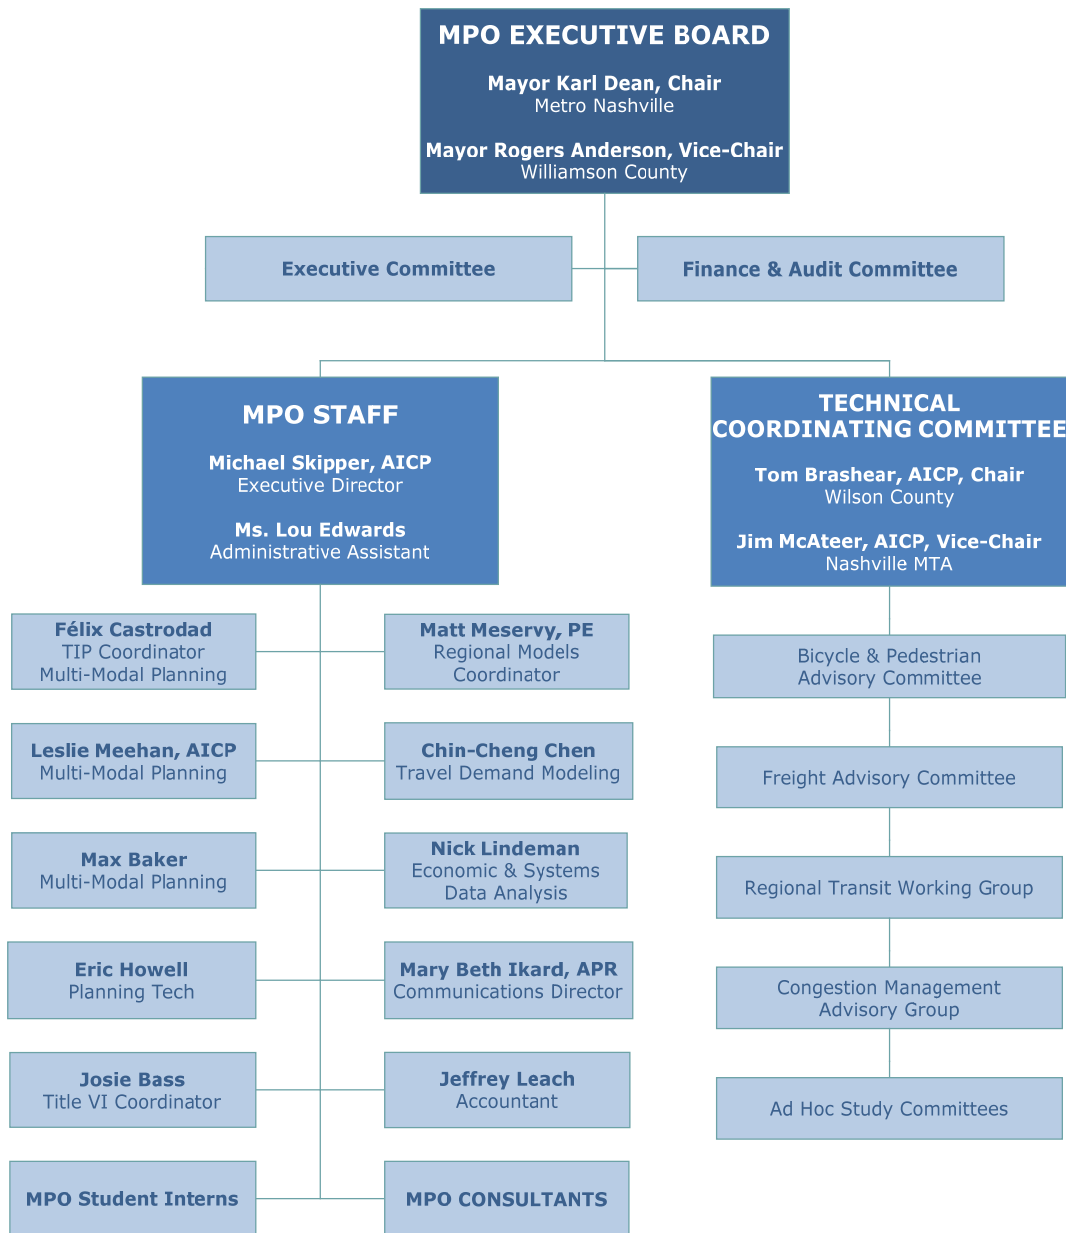 MPO EXECUTIVE BOARD
Mayor Karl Dean, Chair
Metro Nashville
Mayor Rogers Anderson, Vice-Chair
Williamson County
Executive Committee
Finance & Audit Committee
MPO STAFF
Michael Skipper, AICP
Executive Director
Ms. Lou Edwards
Administrative Assistant
TECHNICAL
COORDINATING COMMITTEE
Tom Brashear, AICP, Chair
Wilson County
Jim McAteer, AICP, Vice-Chair
Nashville MTA
Félix Castrodad
TIP Coordinator
Multi-Modal Planning
Matt Meservy, PE
Regional Models
Coordinator
Leslie Meehan, AICP
Multi-Modal Planning
Chin-Cheng Chen
Travel Demand Modeling
Max Baker
Multi-Modal Planning
Nick Lindeman
Economic & Systems
Data Analysis
Eric Howell
Planning Tech
Mary Beth Ikard, APR
Communications Director
Josie Bass
Title VI Coordinator
Jeffrey Leach
Accountant
MPO Student Interns
MPO CONSULTANTS
Bicycle & Pedestrian
Advisory Committee
Freight Advisory Committee
Regional Transit Working Group
Congestion Management
Advisory Group
Ad Hoc Study Committees